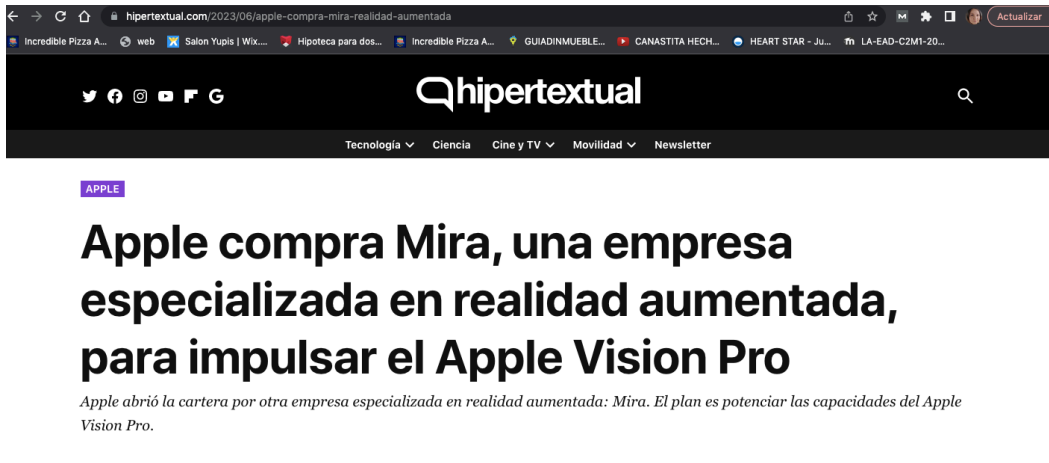 hipertextual.com/2023/06/apple-compra-mira-realidad-aumentada
Actualizar
Incredible Pizza A... web Salon Yupis | Wix.... Hipoteca para dos... Incredible Pizza A... GUIADINMUEBLE... CANASTITA HECH... HEART STAR - Ju... LA-EAD-C2M1-20...
hipertextual
Tecnología Ciencia Cine y TV Movilidad Newsletter
APPLE
Apple compra Mira, una empresa
especializada en realidad aumentada,
para impulsar el Apple Vision Pro
Apple abrió la cartera por otra empresa especializada en realidad aumentada: Mira. El plan es potenciar las capacidades del Apple
Vision Pro.